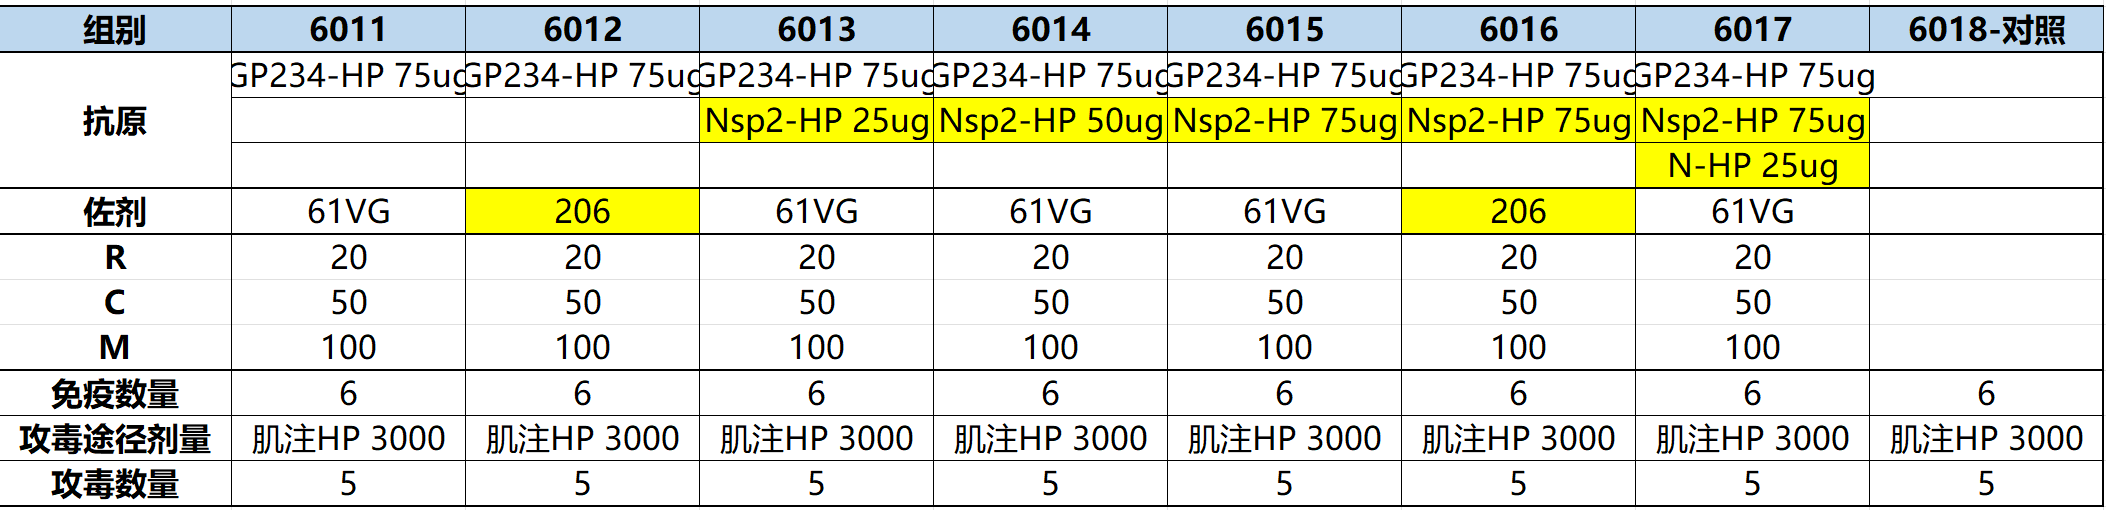 组别 6011 6012 6013 6014 6015 6016 6017 6018-对照
GP234-HP 75ug GP234-HP 75ug GP234-HP 75ug GP234-HP 75ug GP234-HP 75ug GP234-HP 75ug GP234-HP 75ug
抗原 Nsp2-HP 25ug Nsp2-HP 50ug Nsp2-HP 75ug Nsp2-HP 75ug Nsp2-HP 75ug
N-HP 25ug
佐剂 61VG 206 61VG 61VG 61VG 206 61VG
R 20 20 20 20 20 20 20
C 50 50 50 50 50 50 50
M 100 100 100 100 100 100 100
免疫数量 6 6 6 6 6 6 6 6
攻毒途径剂量 肌注HP 3000 肌注HP 3000 肌注HP 3000 肌注HP 3000 肌注HP 3000 肌注HP 3000 肌注HP 3000 肌注HP 3000
攻毒数量 5 5 5 5 5 5 5 5